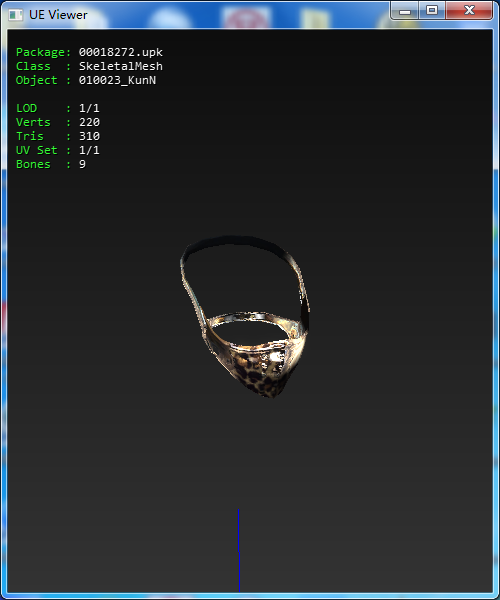 UE Viewer
Package: 00018272.upk
Class  : SkeletalMesh
Object : 010023_KunN
LOD    : 1/1
Verts  : 220
Tris   : 310
UV Set : 1/1
Bones  : 9